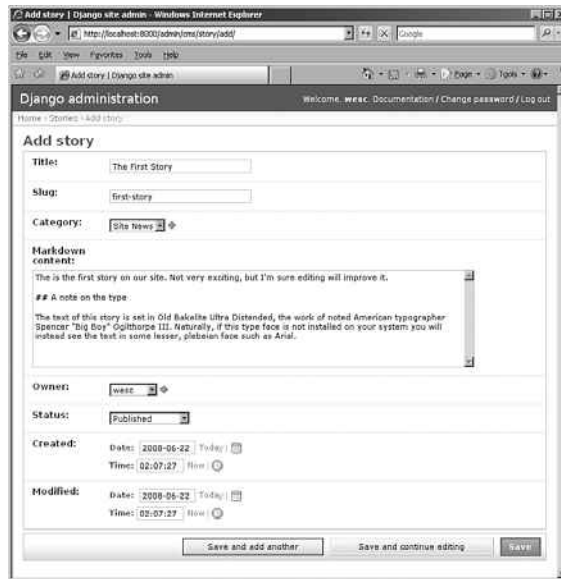 Add story | Django site admin - Windows Internet Explorer
http://localhost:8000/admin/cms/story/add/
Google
File Edit View Favorites Tools Help
Add story | Django site admin
Page Tools
Django administration
Welcome, wesc. Documentation / Change password / Log out
Home › Stories › Add story
Add story
Title: The First Story
Slug: first-story
Category: Site News
Markdown
content:
The is the first story on our site. Not very exciting, but I'm sure editing will improve it.
## A note on the type
The text of this story is set in Old Bakelite Ultra Distended, the work of noted American typographer
Spencer "Big Boy" Ogilthorpe III. Naturally, if this type face is not installed on your system you will
instead see the text in some lesser, plebeian face such as Arial.
Owner: wesc
Status: Published
Created: Date: 2008-06-22 Today |
Time: 02:07:27 Now |
Modified: Date: 2008-06-22 Today |
Time: 02:07:27 Now |
Save and add another Save and continue editing Save